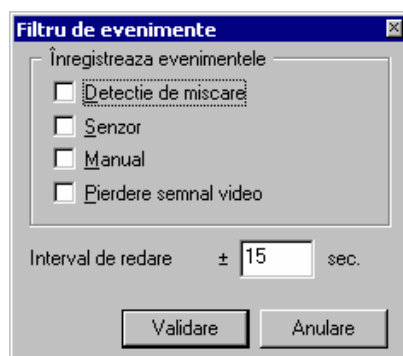 Filtru de evenimente
Înregistreaza evenimentele
Detectie de miscare
Senzor
Manual
Pierdere semnal video
Interval de redare ± 15 sec.
Validare Anulare